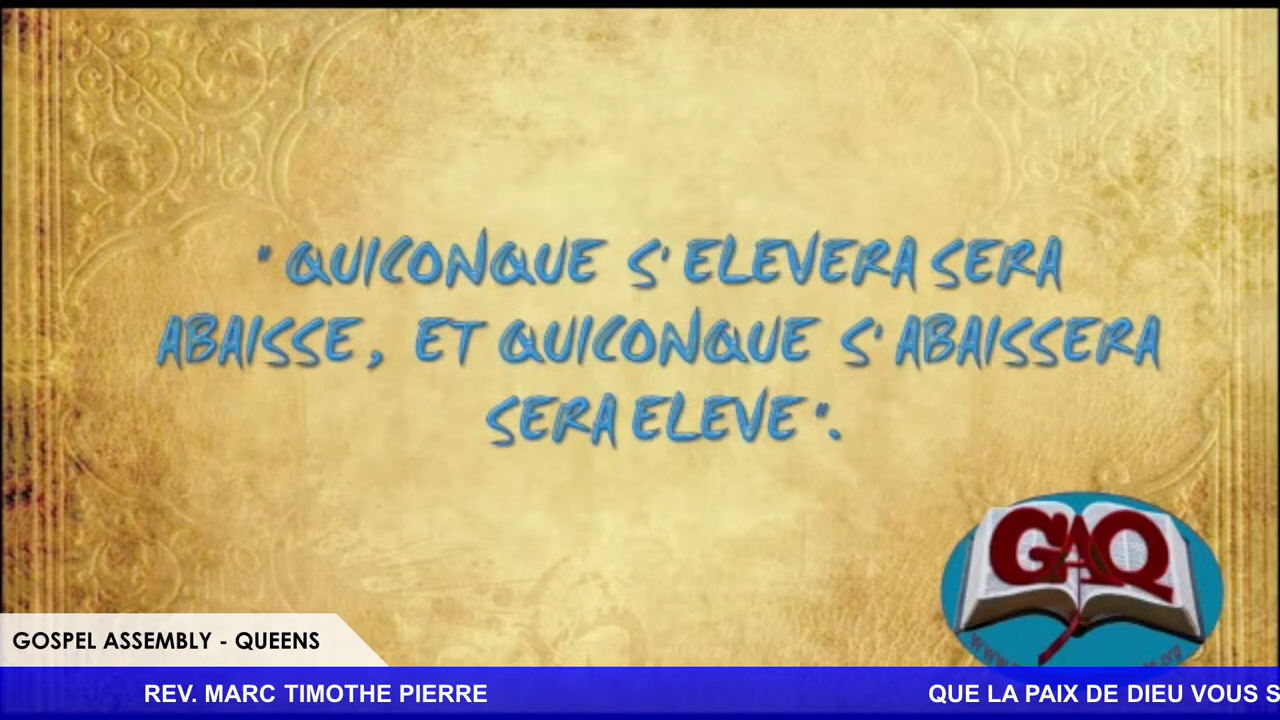 " QUICONQUE S' ELEVERA SERA
ABAISSE , ET QUICONQUE S' ABAISSERA
SERA ELEVE ".
GAQ
GOSPEL ASSEMBLY - QUEENS
REV. MARC TIMOTHE PIERRE QUE LA PAIX DE DIEU VOUS S